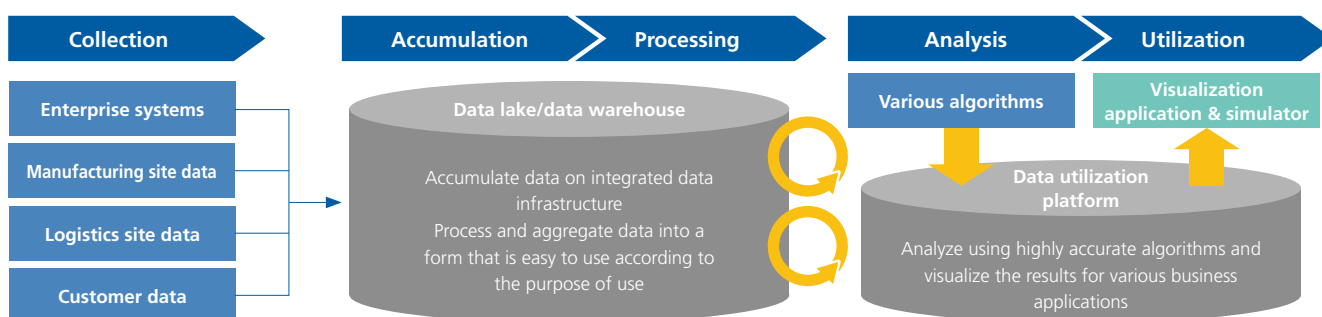 Collection
Accumulation
Processing
Analysis
Utilization
Enterprise systems
Manufacturing site data
Logistics site data
Customer data
Data lake/data warehouse
Accumulate data on integrated data
infrastructure
Process and aggregate data into a
form that is easy to use according to
the purpose of use
Various algorithms
Visualization
application & simulator
Data utilization
platform
Analyze using highly accurate algorithms and
visualize the results for various business
applications